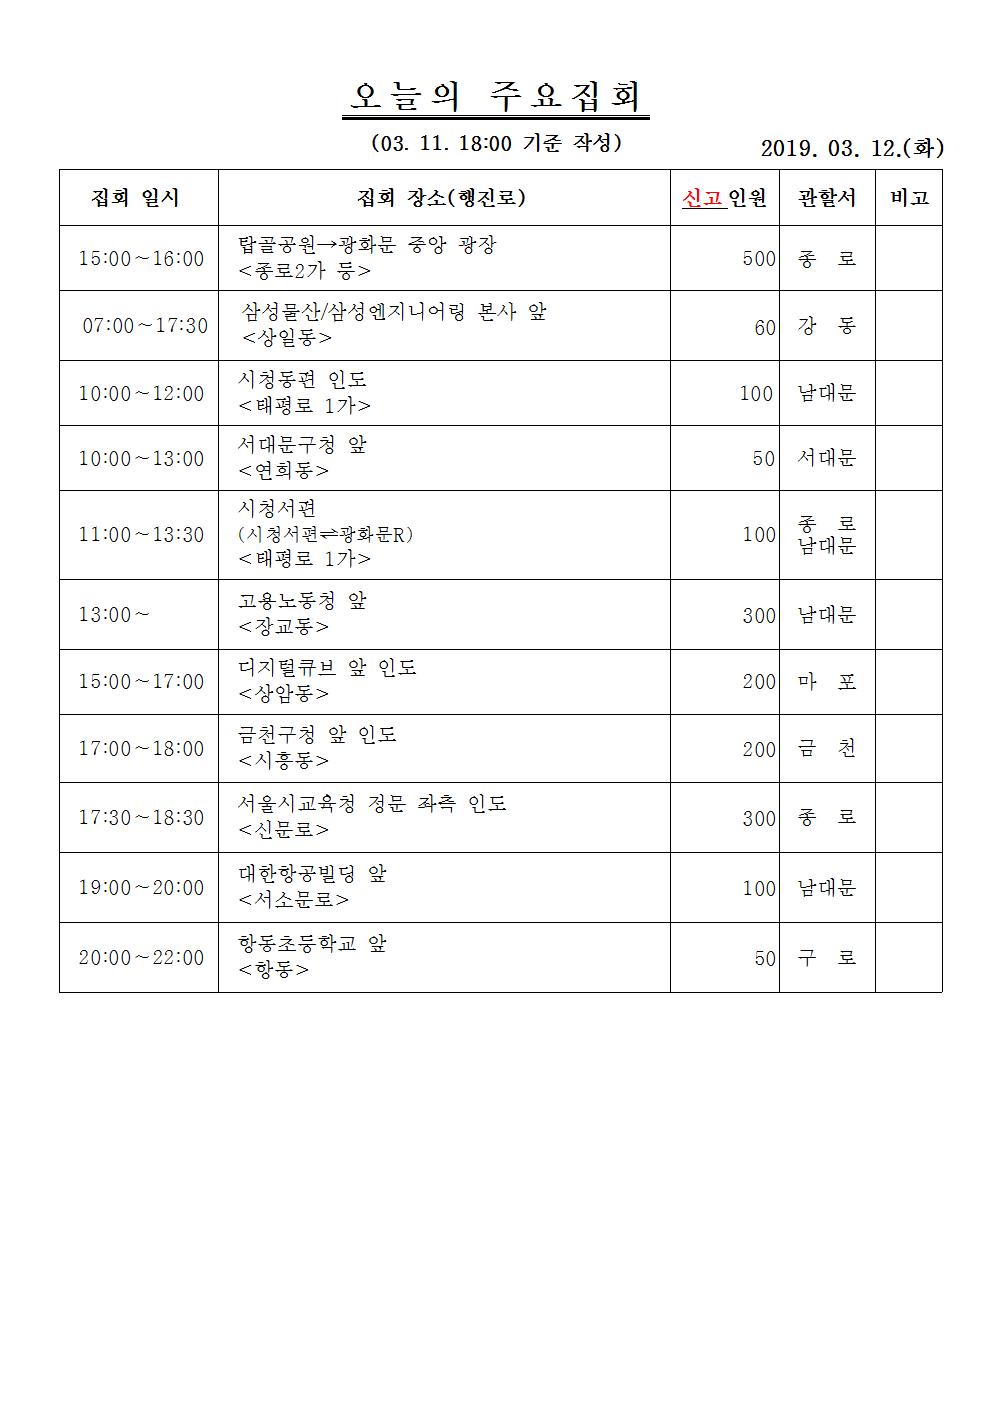 오늘의 주요집회
(03. 11. 18:00 기준 작성)
2019. 03. 12.(화)
집회 일시 집회 장소(행진로) 신고인원 관할서 비고
15:00~16:00 탑골공원→광화문 중앙 광장 500 종 로
<종로2가 등>
07:00~17:30 삼성물산/삼성엔지니어링 본사 앞 60 강 동
<상일동>
10:00~12:00 시청동편 인도 100 남대문
<태평로 1가>
10:00~13:00 서대문구청 앞 50 서대문
<연희동>
11:00~13:30 시청서편 100 종 로
(시청서편⇌광화문R) 남대문
<태평로 1가>
13:00~ 고용노동청 앞 300 남대문
<장교동>
15:00~17:00 디지털큐브 앞 인도 200 마 포
<상암동>
17:00~18:00 금천구청 앞 인도 200 금 천
<시흥동>
17:30~18:30 서울시교육청 정문 좌측 인도 300 종 로
<신문로>
19:00~20:00 대한항공빌딩 앞 100 남대문
<서소문로>
20:00~22:00 항동초등학교 앞 50 구 로
<항동>